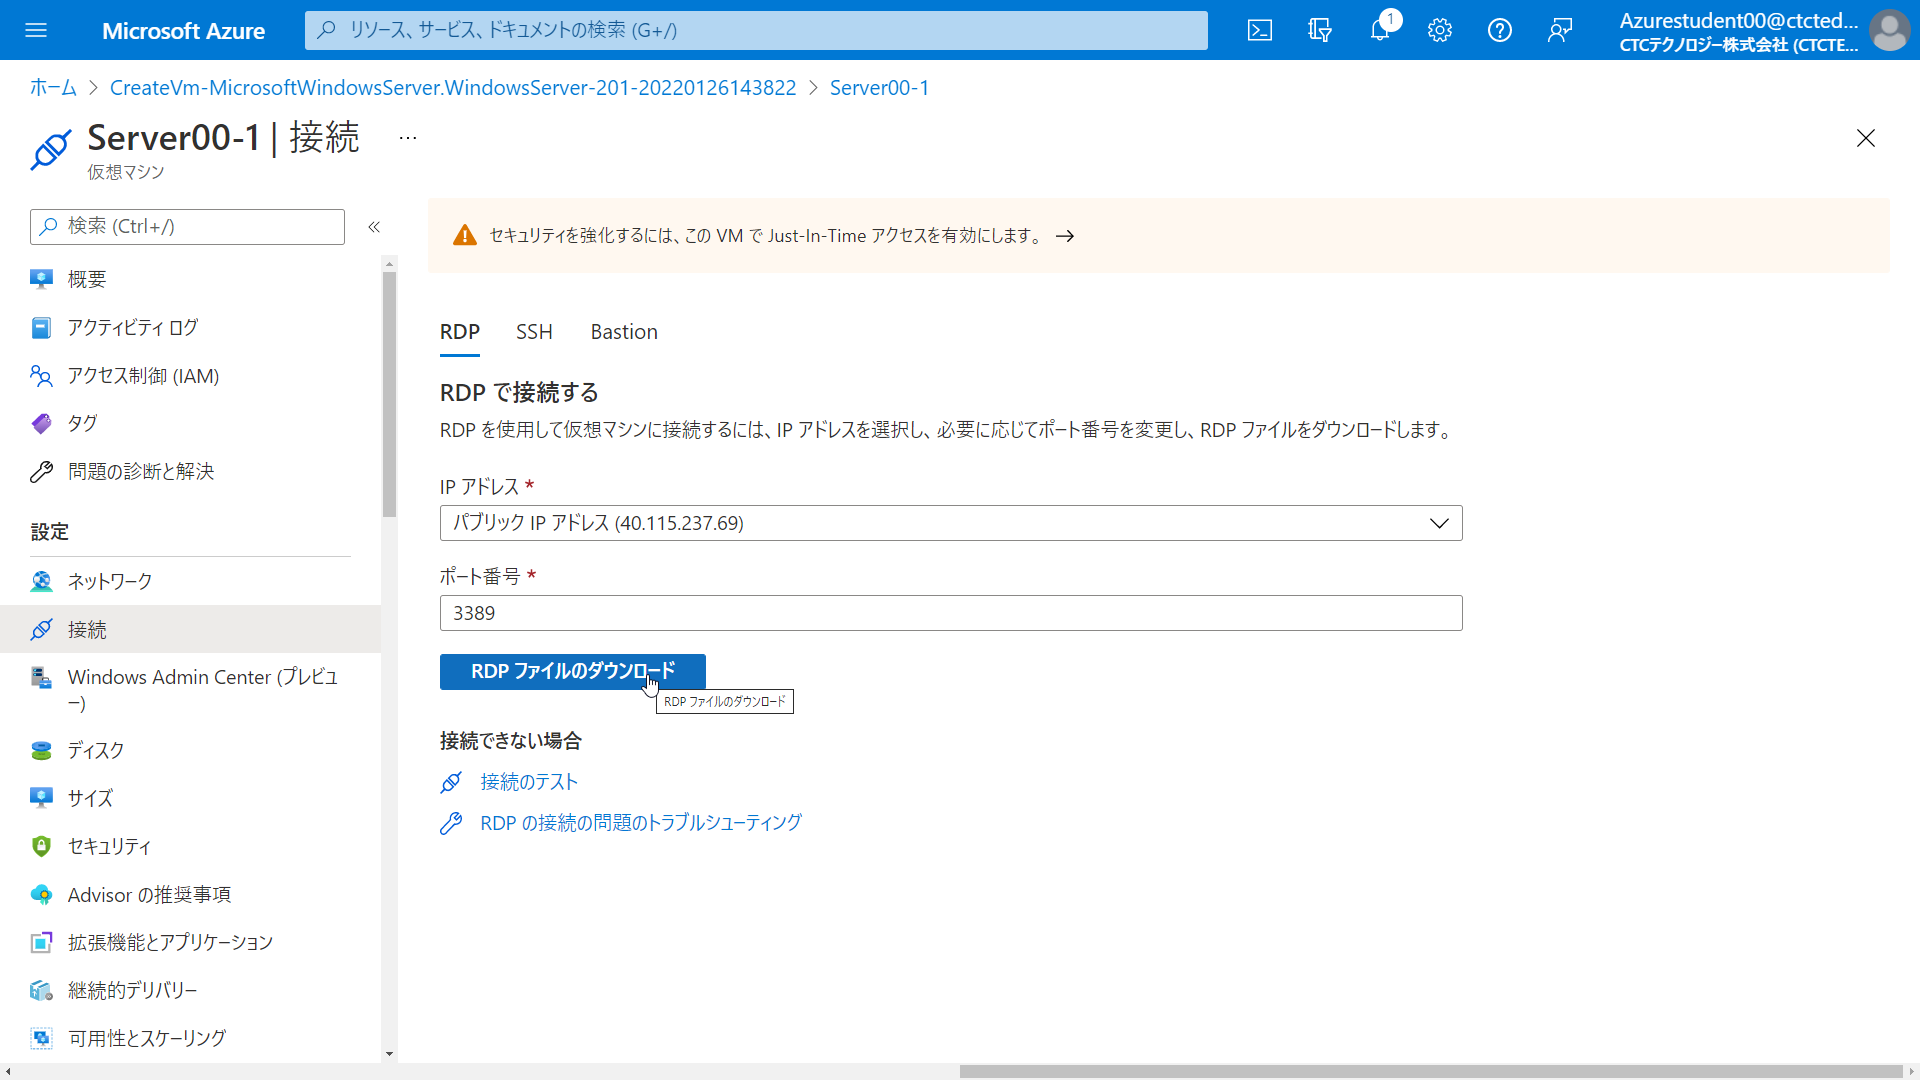 Microsoft Azure
リソース、サービス、ドキュメントの検索 (G+/)
1
Azurestudent00@ctcted...
CTCテクノロジー株式会社 (CTCTE...
ホーム > CreateVm-MicrosoftWindowsServer.WindowsServer-201-20220126143822 > Server00-1
Server00-1 | 接続 ...
仮想マシン
検索 (Ctrl+/)
«
概要
アクティビティ ログ
アクセス制御 (IAM)
タグ
問題の診断と解決
設定
ネットワーク
接続
Windows Admin Center (プレビュ
ー)
ディスク
サイズ
セキュリティ
Advisor の推奨事項
拡張機能とアプリケーション
継続的デリバリー
可用性とスケーリング
セキュリティを強化するには、この VM で Just-In-Time アクセスを有効にします。 →
RDP SSH Bastion
RDP で接続する
RDP を使用して仮想マシンに接続するには、IP アドレスを選択し、必要に応じてポート番号を変更し、RDP ファイルをダウンロードします。
IP アドレス *
パブリック IP アドレス (40.115.237.69)
ポート番号 *
3389
RDP ファイルのダウンロード
RDP ファイルのダウンロード
接続できない場合
接続のテスト
RDP の接続の問題のトラブルシューティング